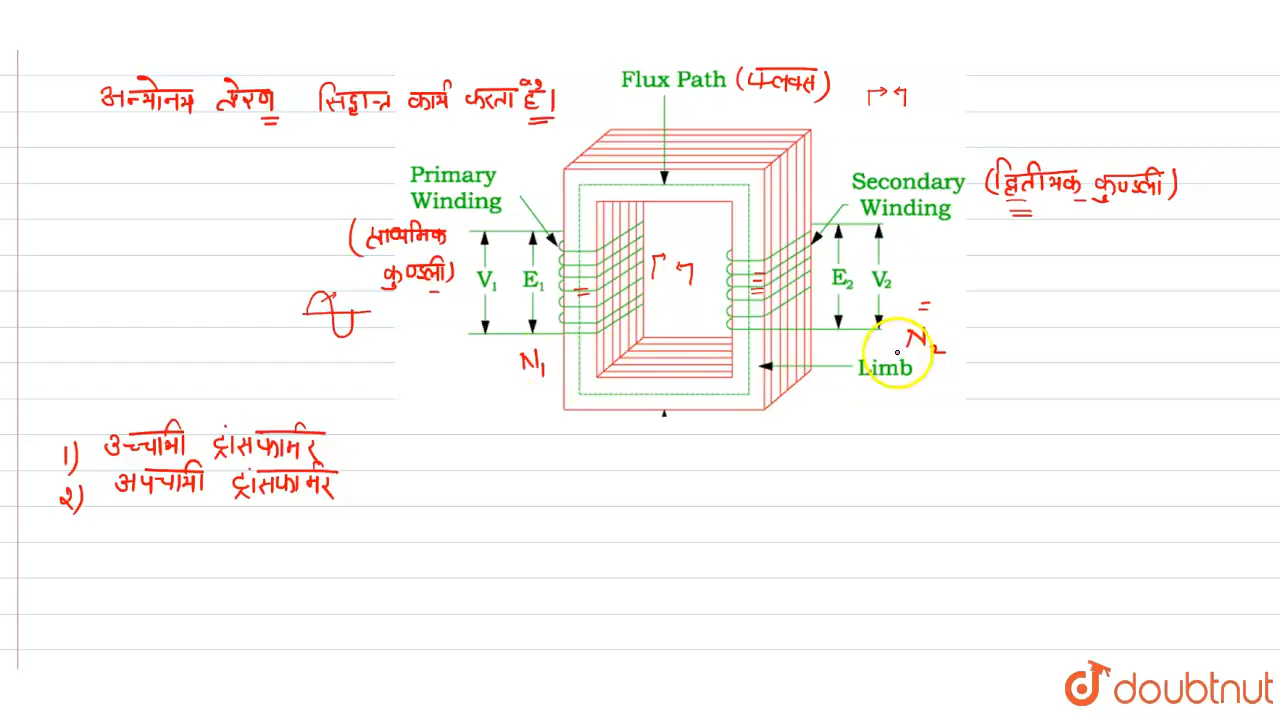 अन्योन्य प्रेरण सिद्धान्त कार्य करता है।
Flux Path (फ्लक्स)
Primary
Winding
(प्राथमिक
कुण्डली)
Secondary
Winding
(द्वितीयक कुण्डली)
V₁ E₁
E₂ V₂
N₁
N₂
Limb
1) उच्चायी ट्रांसफार्मर
२) अपचायी ट्रांसफार्मर
doubtnut